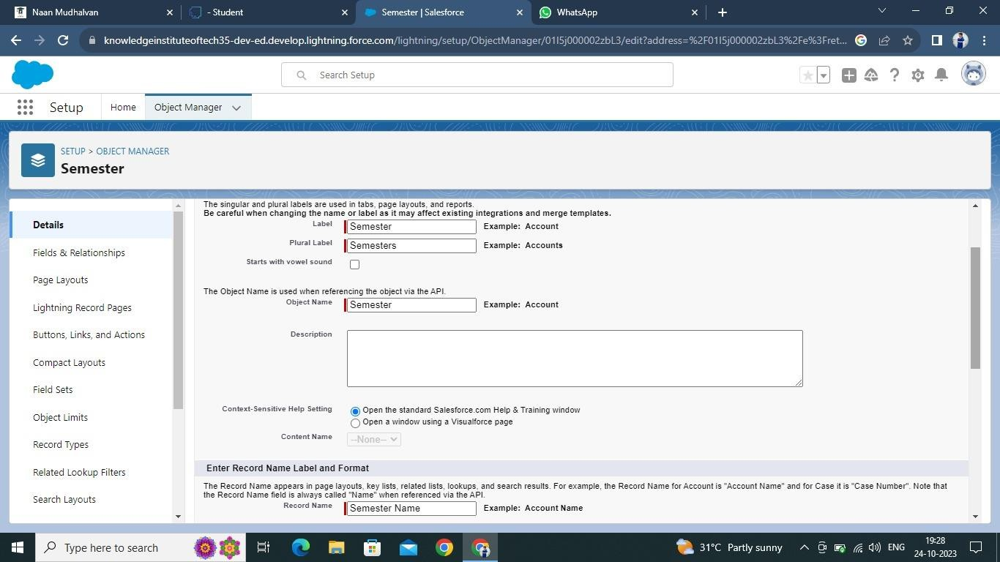 Naan Mudhalvan
- Student
Semester | Salesforce
WhatsApp
knowledgeinstituteoftech35-dev-ed.develop.lightning.force.com/lightning/setup/ObjectManager/01I5j000002zbL3/edit?address=%2F01I5j000002zbL3%2Fe%3Fret...
Search Setup
Setup
Home
Object Manager
SETUP > OBJECT MANAGER
Semester
Details
Fields & Relationships
Page Layouts
Lightning Record Pages
Buttons, Links, and Actions
Compact Layouts
Field Sets
Object Limits
Record Types
Related Lookup Filters
Search Layouts
The singular and plural labels are used in tabs, page layouts, and reports.
Be careful when changing the name or label as it may affect existing integrations and merge templates.
Label Semester Example: Account
Plural Label Semesters Example: Accounts
Starts with vowel sound
The Object Name is used when referencing the object via the API.
Object Name Semester Example: Account
Description
Context-Sensitive Help Setting Open the standard Salesforce.com Help & Training window
Open a window using a Visualforce page
Content Name --None--
Enter Record Name Label and Format
The Record Name appears in page layouts, key lists, related lists, lookups, and search results. For example, the Record Name for Account is "Account Name" and for Case it is "Case Number". Note that
the Record Name field is always called "Name" when referenced via the API.
Record Name Semester Name Example: Account Name
Type here to search
31°C Partly sunny
ENG
19:28
24-10-2023